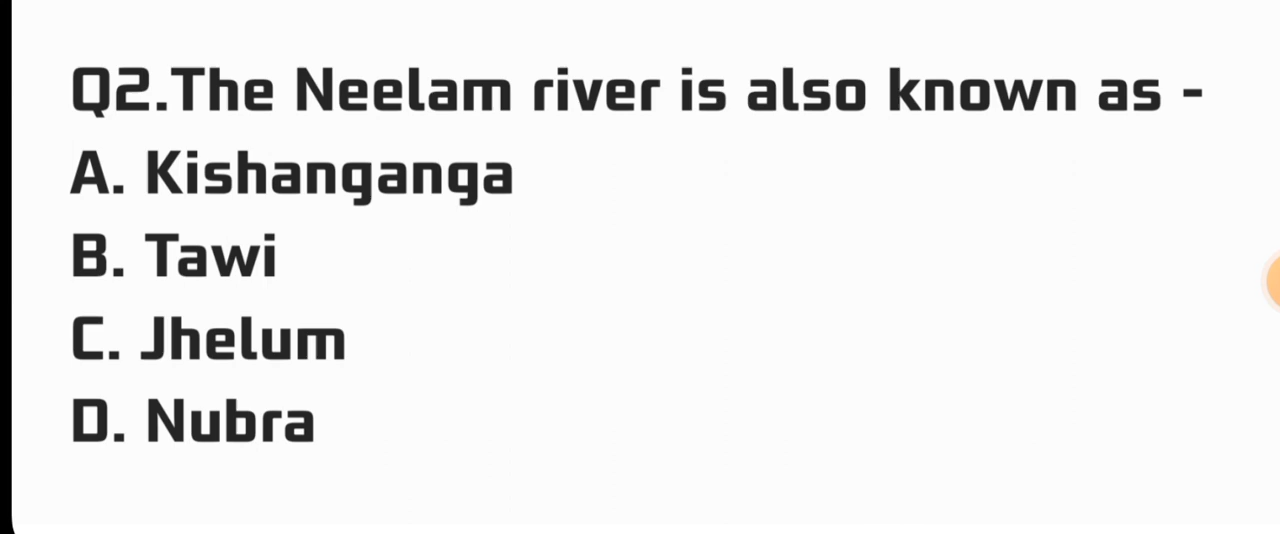 Q2.The Neelam river is also known as -
A. Kishanganga
B. Tawi
C. Jhelum
D. Nubra